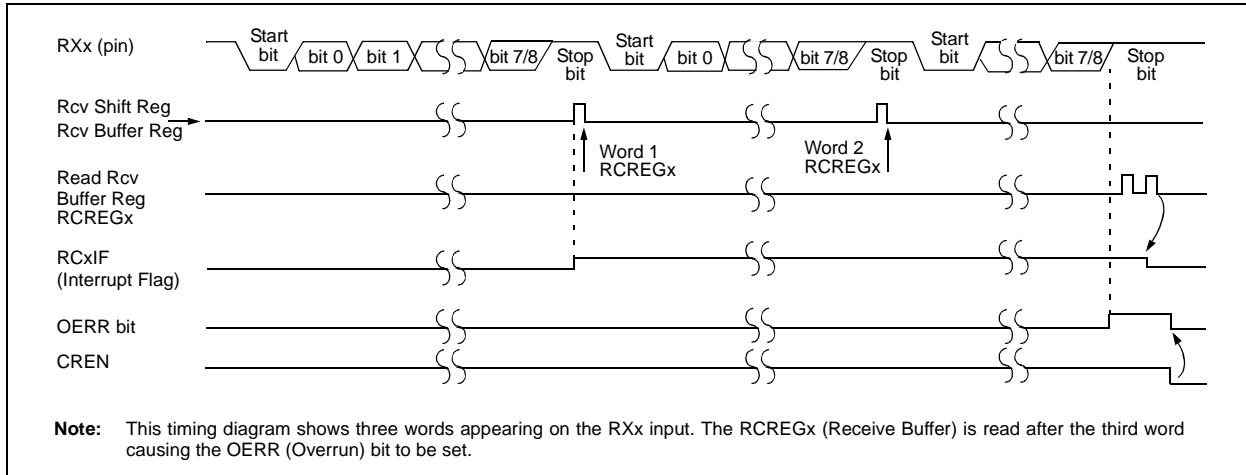 RXx (pin)
Start
bit
bit 0
bit 1
bit 7/8
Stop
bit
Start
bit
bit 0
bit 7/8
Stop
bit
Start
bit
bit 7/8
Stop
bit
Rcv Shift Reg
Rcv Buffer Reg
Word 1
RCREGx
Word 2
RCREGx
Read Rcv
Buffer Reg
RCREGx
RCxIF
(Interrupt Flag)
OERR bit
CREN
Note: This timing diagram shows three words appearing on the RXx input. The RCREGx (Receive Buffer) is read after the third word
causing the OERR (Overrun) bit to be set.